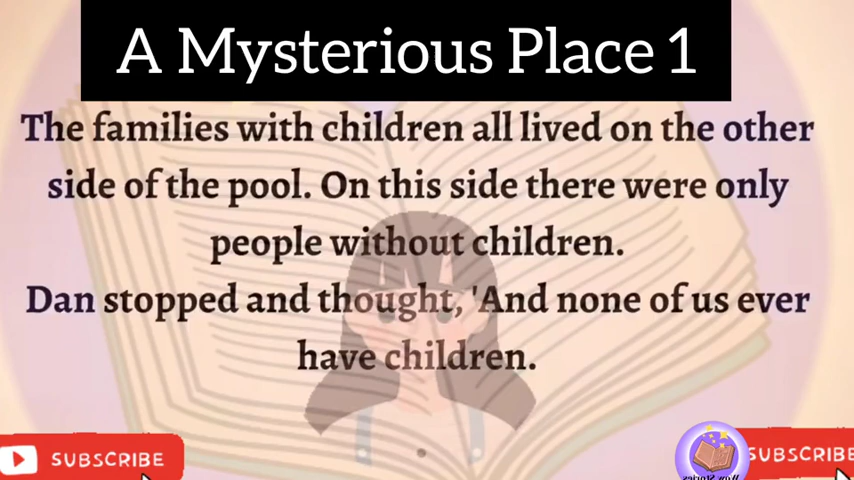 A Mysterious Place 1
The families with children all lived on the other
side of the pool. On this side there were only
people without children.
Dan stopped and thought, 'And none of us ever
have children.
SUBSCRIBE
SUBSCRIBE